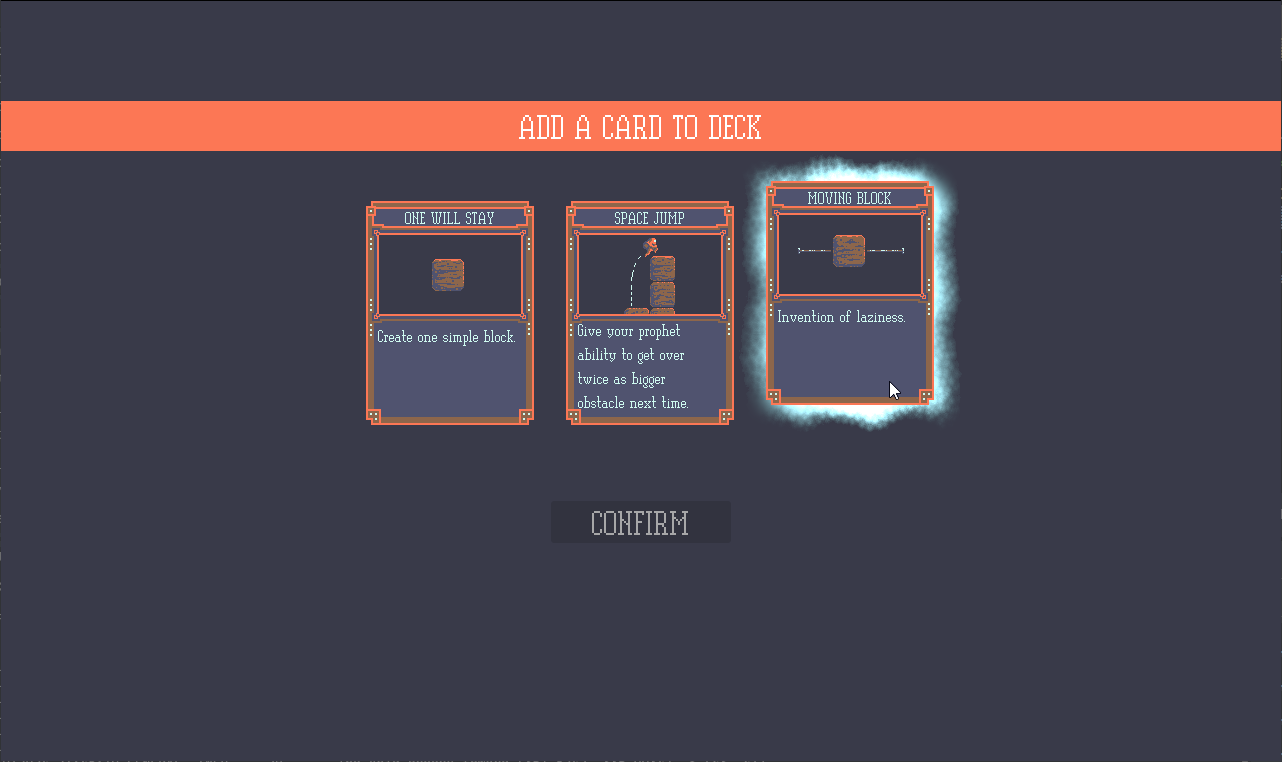 ADD A CARD TO DECK
ONE WILL STAY
Create one simple block.
SPACE JUMP
Give your prophet
ability to get over
twice as bigger
obstacle next time.
MOVING BLOCK
Invention of laziness.
CONFIRM